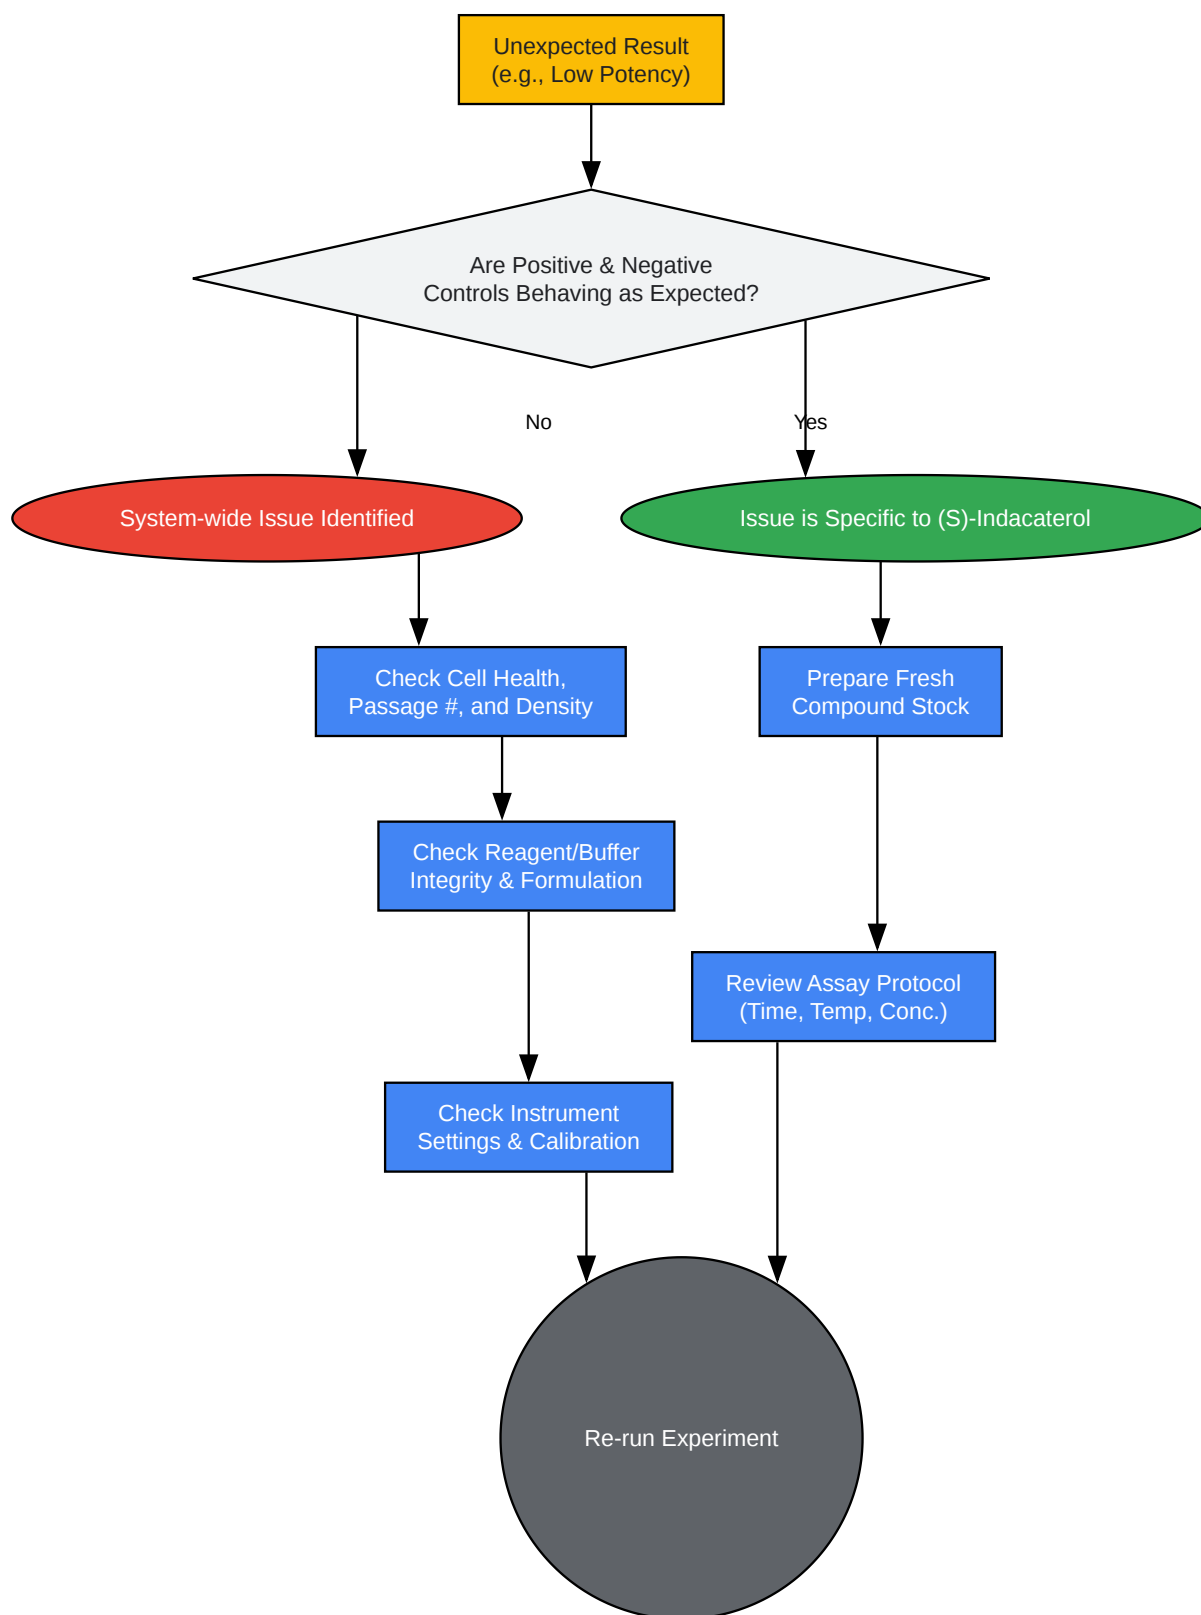 Unexpected Result
(e.g., Low Potency)
Are Positive & Negative
Controls Behaving as Expected?
No
Yes
System-wide Issue Identified
Issue is Specific to (S)-Indacaterol
Check Cell Health,
Passage #, and Density
Prepare Fresh
Compound Stock
Check Reagent/Buffer
Integrity & Formulation
Review Assay Protocol
(Time, Temp, Conc.)
Check Instrument
Settings & Calibration
Re-run Experiment